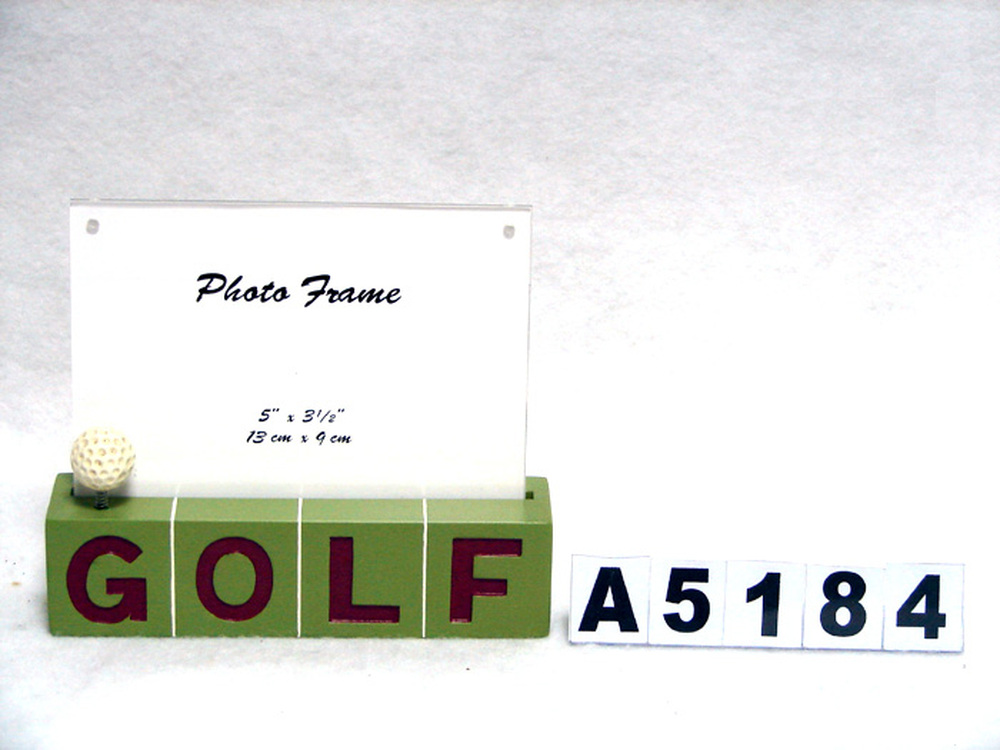 Photo Frame
5" x 3½"
13 cm x 9 cm
GOLF
A5184